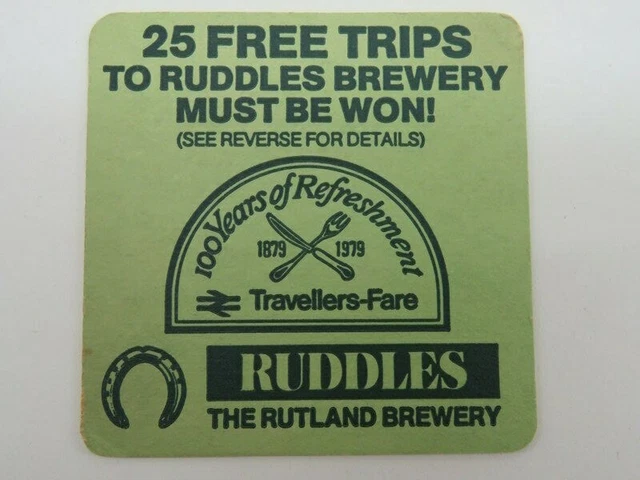 25 FREE TRIPS
TO RUDDLES BREWERY
MUST BE WON!
(SEE REVERSE FOR DETAILS)
100 Years of Refreshment
1879 1979
Travellers-Fare
RUDDLES
THE RUTLAND BREWERY